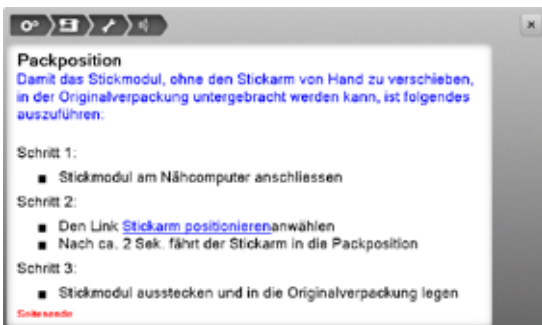 Packposition
Damit das Stickmodul, ohne den Stickarm von Hand zu verschieben,
in der Originalverpackung untergebracht werden kann, ist folgendes
auszuführen:
Schritt 1:
■ Stickmodul am Nähcomputer anschliessen
Schritt 2:
■ Den Link Stickarm positionierenanwählen
■ Nach ca. 2 Sek. fährt der Stickarm in die Packposition
Schritt 3:
■ Stickmodul ausstecken und in die Originalverpackung legen
Seitesende